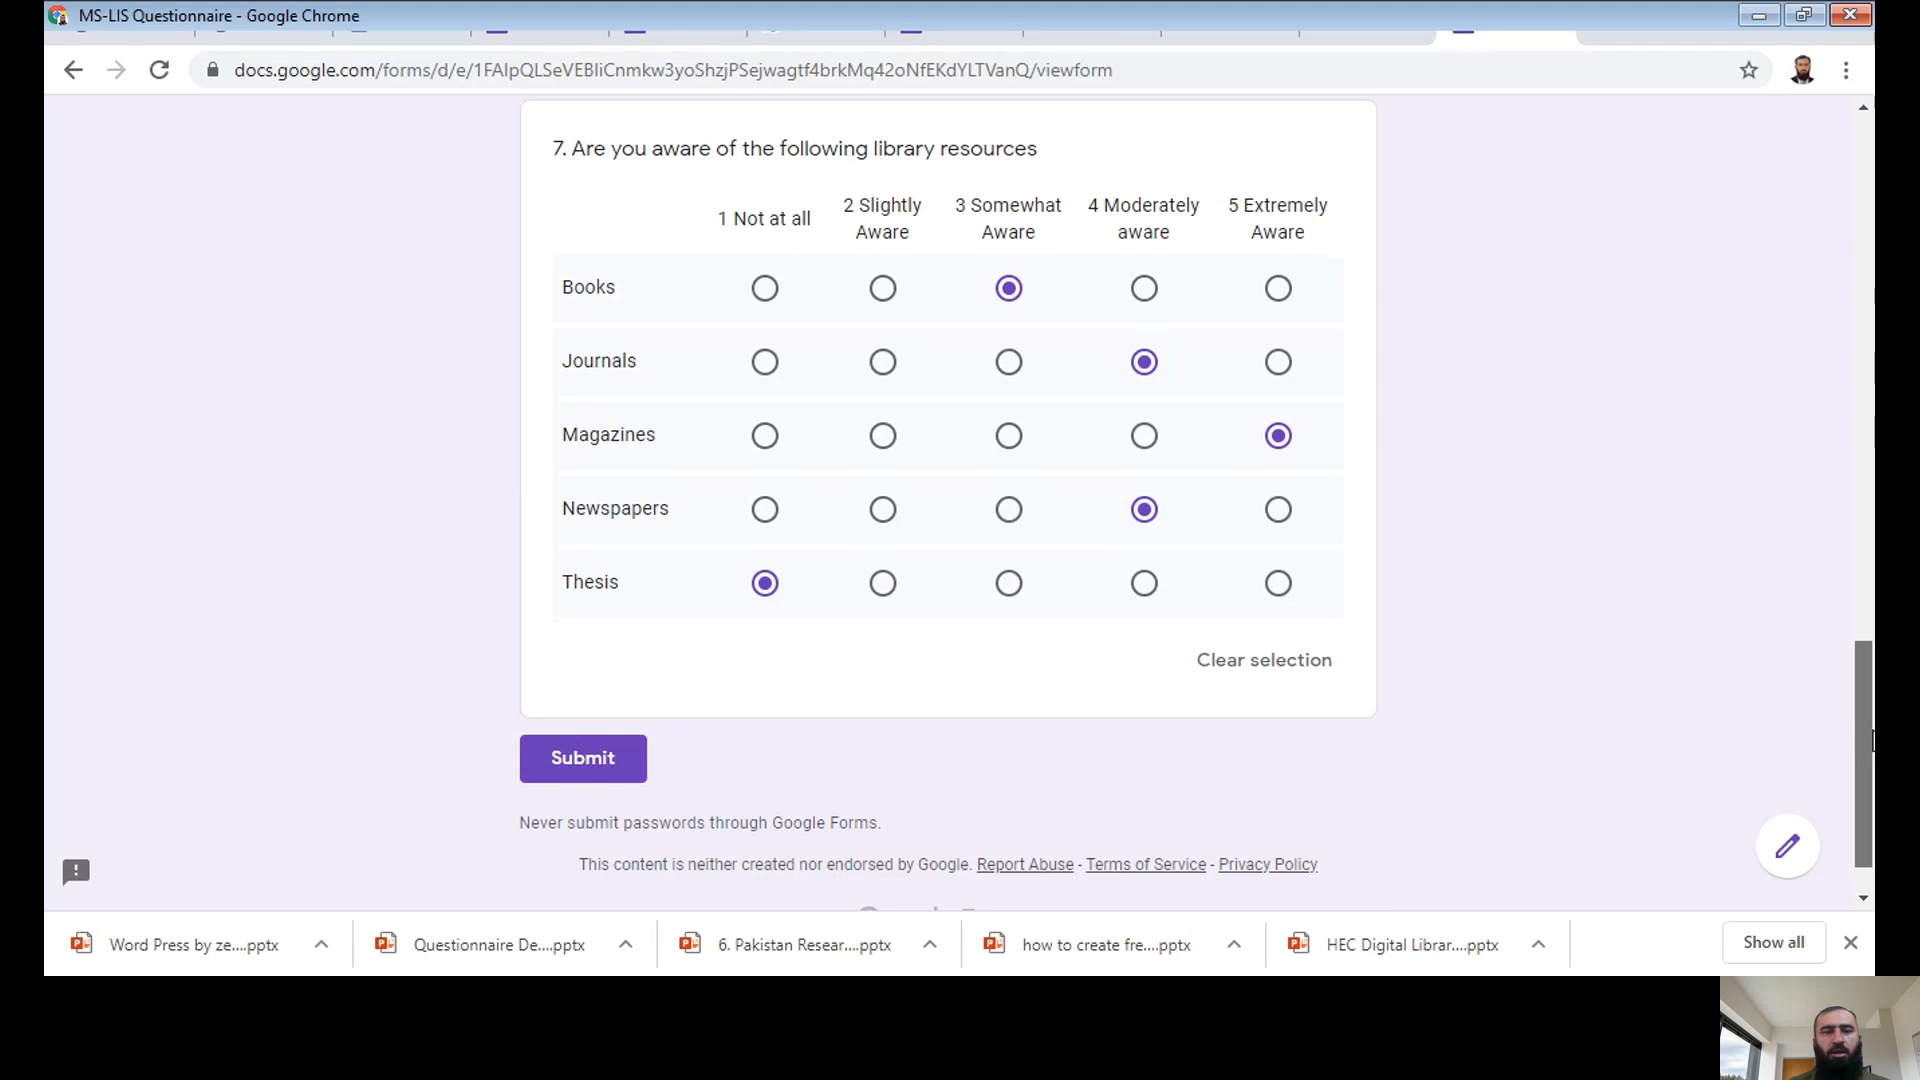 MS-LIS Questionnaire - Google Chrome
docs.google.com/forms/d/e/1FAIpQLSeVEBIiCnmkw3yoShzjPSejwagtf4brkMq42oNfEKdYLTVanQ/viewform
7. Are you aware of the following library resources
1 Not at all
2 Slightly Aware
3 Somewhat Aware
4 Moderately aware
5 Extremely Aware
Books
Journals
Magazines
Newspapers
Thesis
Clear selection
Submit
Never submit passwords through Google Forms.
This content is neither created nor endorsed by Google. Report Abuse - Terms of Service - Privacy Policy
Word Press by ze....pptx
Questionnaire De....pptx
6. Pakistan Resear....pptx
how to create fre....pptx
HEC Digital Librar....pptx
Show all